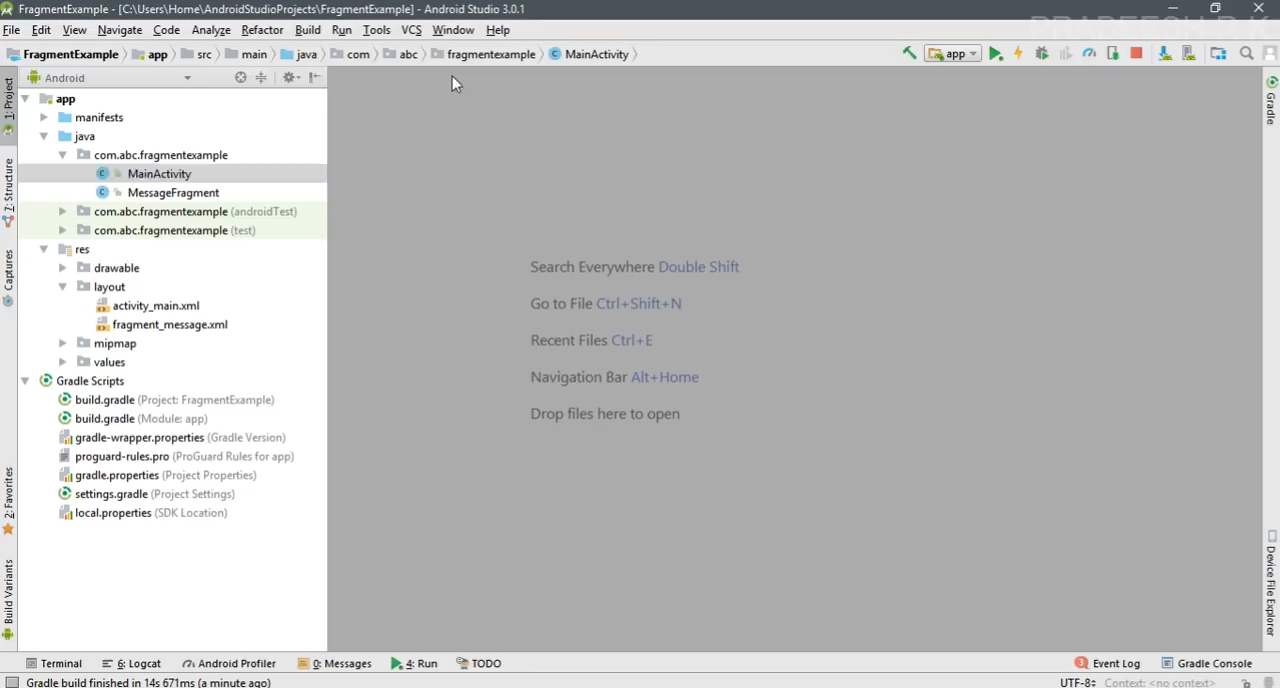 FragmentExample - [C:\Users\Home\AndroidStudioProjects\FragmentExample] - Android Studio 3.0.1
File Edit View Navigate Code Analyze Refactor Build Run Tools VCS Window Help
FragmentExample app src main java com abc fragmentexample MainActivity app
Android
1: Project
Z: Structure
Captures
2: Favorites
Build Variants
app
manifests
java
com.abc.fragmentexample
MainActivity
MessageFragment
com.abc.fragmentexample (androidTest)
com.abc.fragmentexample (test)
res
drawable
layout
activity_main.xml
fragment_message.xml
mipmap
values
Gradle Scripts
build.gradle (Project: FragmentExample)
build.gradle (Module: app)
gradle-wrapper.properties (Gradle Version)
proguard-rules.pro (ProGuard Rules for app)
gradle.properties (Project Properties)
settings.gradle (Project Settings)
local.properties (SDK Location)
Search Everywhere Double Shift
Go to File Ctrl+Shift+N
Recent Files Ctrl+E
Navigation Bar Alt+Home
Drop files here to open
Gradle
Device File Explorer
Terminal 6: Logcat Android Profiler 0: Messages 4: Run TODO 3 Event Log Gradle Console
Gradle build finished in 14s 671ms (a minute ago) UTF-8 Context: <no context>